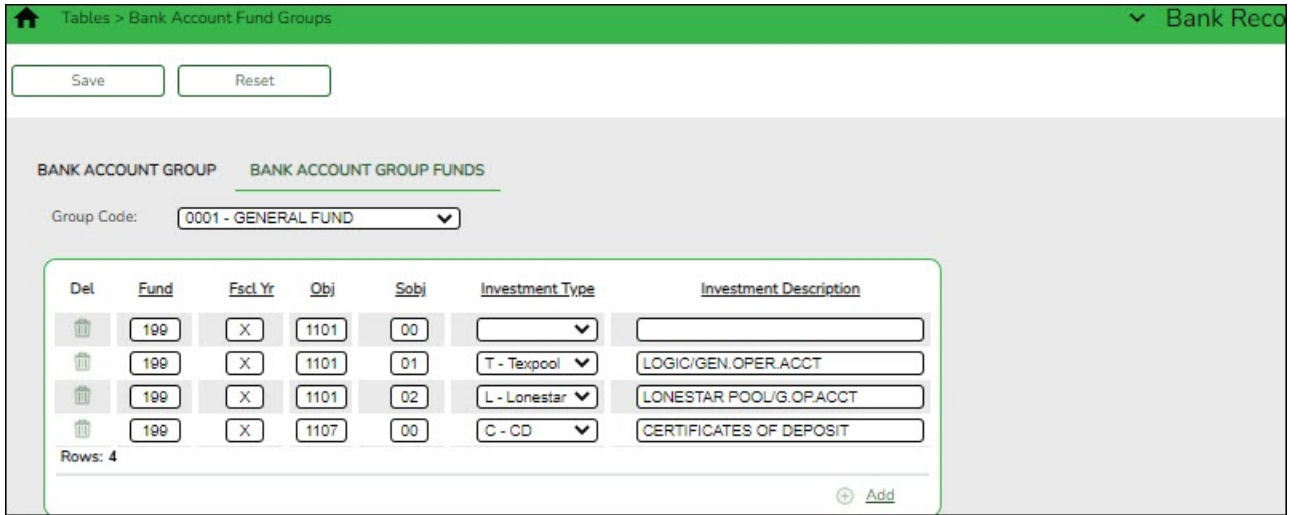 Tables > Bank Account Fund Groups Bank Reco
Save Reset
BANK ACCOUNT GROUP BANK ACCOUNT GROUP FUNDS
Group Code: 0001 - GENERAL FUND
Del Fund Fscl Yr Obj Sobj Investment Type Investment Description
199 X 1101 00
199 X 1101 01 T - Texpool LOGIC/GEN.OPER.ACCT
199 X 1101 02 L - Lonestar LONESTAR POOL/G.OP.ACCT
199 X 1107 00 C - CD CERTIFICATES OF DEPOSIT
Rows: 4
Add